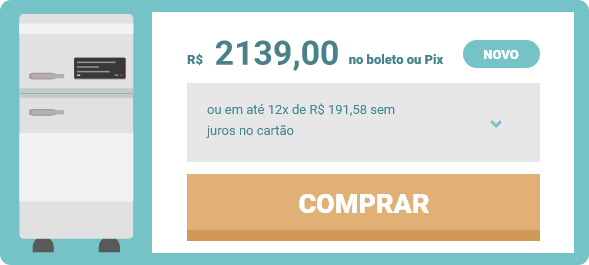 R$ 2139,00 no boleto ou Pix NOVO
ou em até 12x de R$ 191,58 sem
juros no cartão
COMPRAR